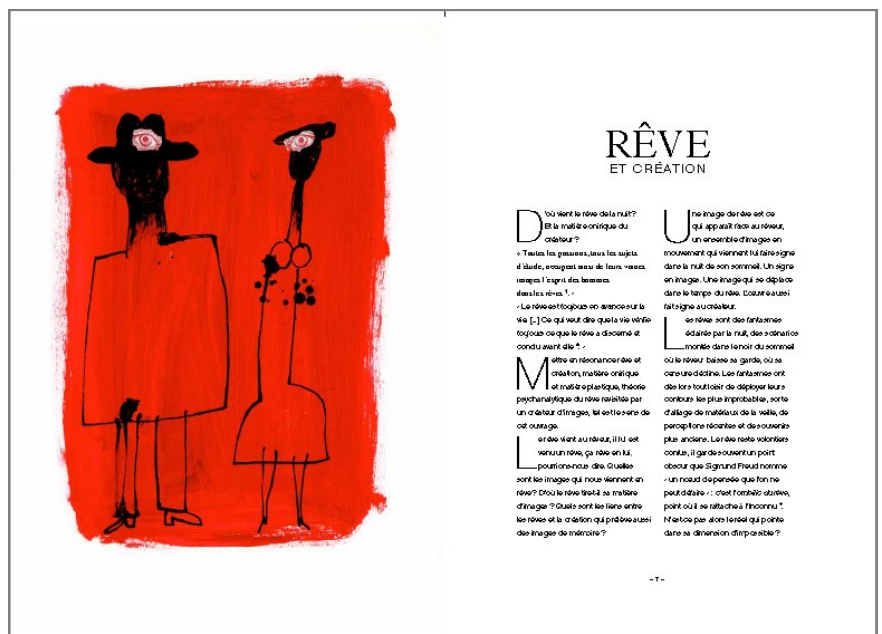 RÊVE
ET CRÉATION
D'où vient le rêve de la nuit ?
Et la matière onirique du
créateur ?
« Toutes les passions, tous les sujets
d'étude, occupent tous de leurs vaines
images l'esprit des hommes
dans les rêves
« Le rêve est toujours en avance sur la
vie. [...] Ce qui veut dire que la vie vérifie
toujours ce que le rêve a discerné et
conclu avant elle
Mettre en résonance rêve et
création, matière onirique
et matière plastique, théorie
psychanalytique du rêve revisitée par
un créateur d'images, tel est le sens de
cet ouvrage.
Le rêve vient au rêveur, il lui est
venu un rêve, ça rêve en lui,
pourrions-nous dire. Quelles
sont les images qui nous viennent en
rêve ? D'où le rêve tire-t-il sa matière
d'images ? Quels sont les liens entre
les rêves et la création qui prélève aussi
des images de mémoire ?
Une image de rêve est ce
qui apparaît face au rêveur,
un ensemble d'images en
mouvement qui viennent lui faire signe
dans la nuit de son sommeil. Un signe
en images. Une image qui se déplace
dans le temps du rêve. L'œuvre aussi
fait signe au créateur.
Les rêves sont des fantasmes
éclairés par la nuit, des scénarios
montés dans le noir du sommeil
où le rêveur baisse sa garde, où sa
censure décline. Les fantasmes ont
dès lors tout loisir de déployer leurs
contours les plus improbables, sorte
d'alliage de matériaux de la veille, de
perceptions récentes et de souvenirs
plus anciens. Le rêve reste volontiers
confus, il garde souvent un point
obscur que Sigmund Freud nomme
« un nœud de pensée que l'on ne
peut défaire » : c'est l'ombilic du rêve,
point où il se rattache à l'inconnu
N'est-ce pas alors le réel qui pointe
dans sa dimension d'impossible ?
– 7 –